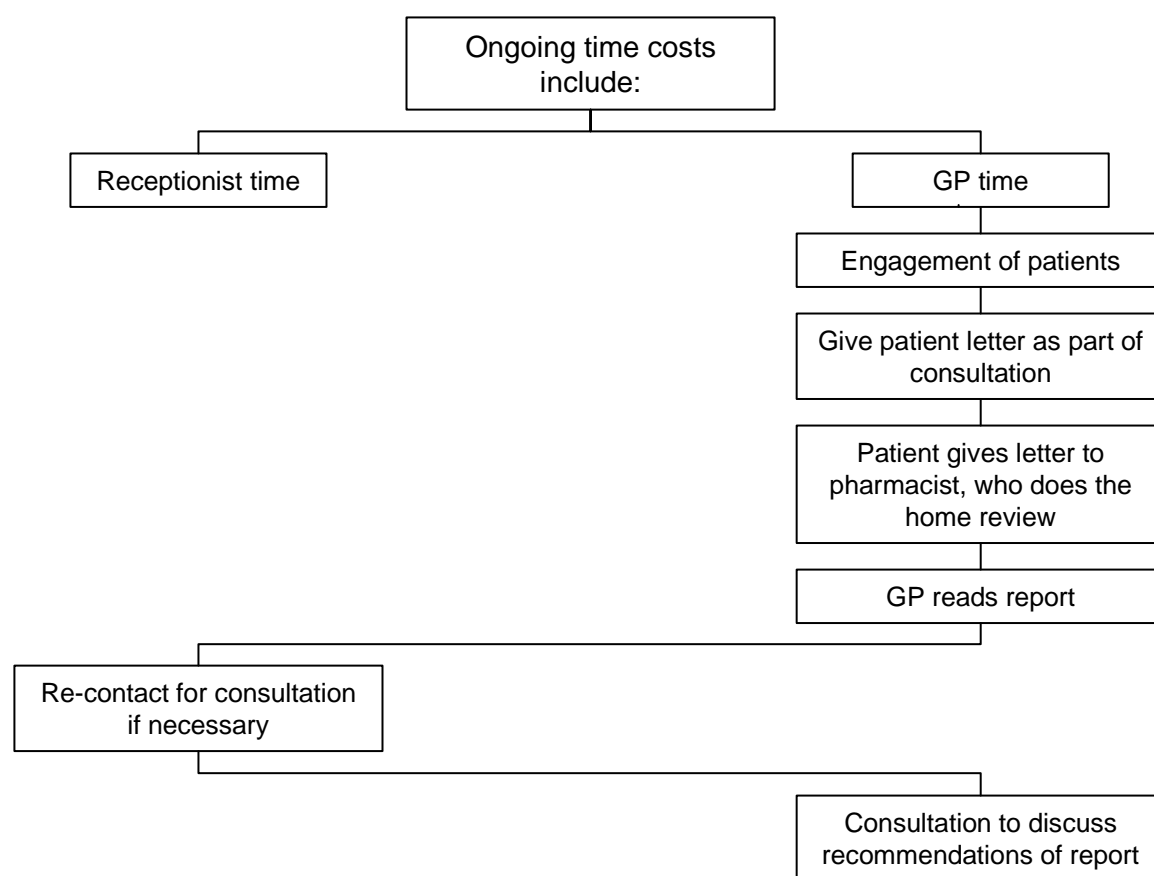 Ongoing time costs
include:
Receptionist time
GP time
Engagement of patients
Give patient letter as part of
consultation
Patient gives letter to
pharmacist, who does the
home review
GP reads report
Re-contact for consultation
if necessary
Consultation to discuss
recommendations of report